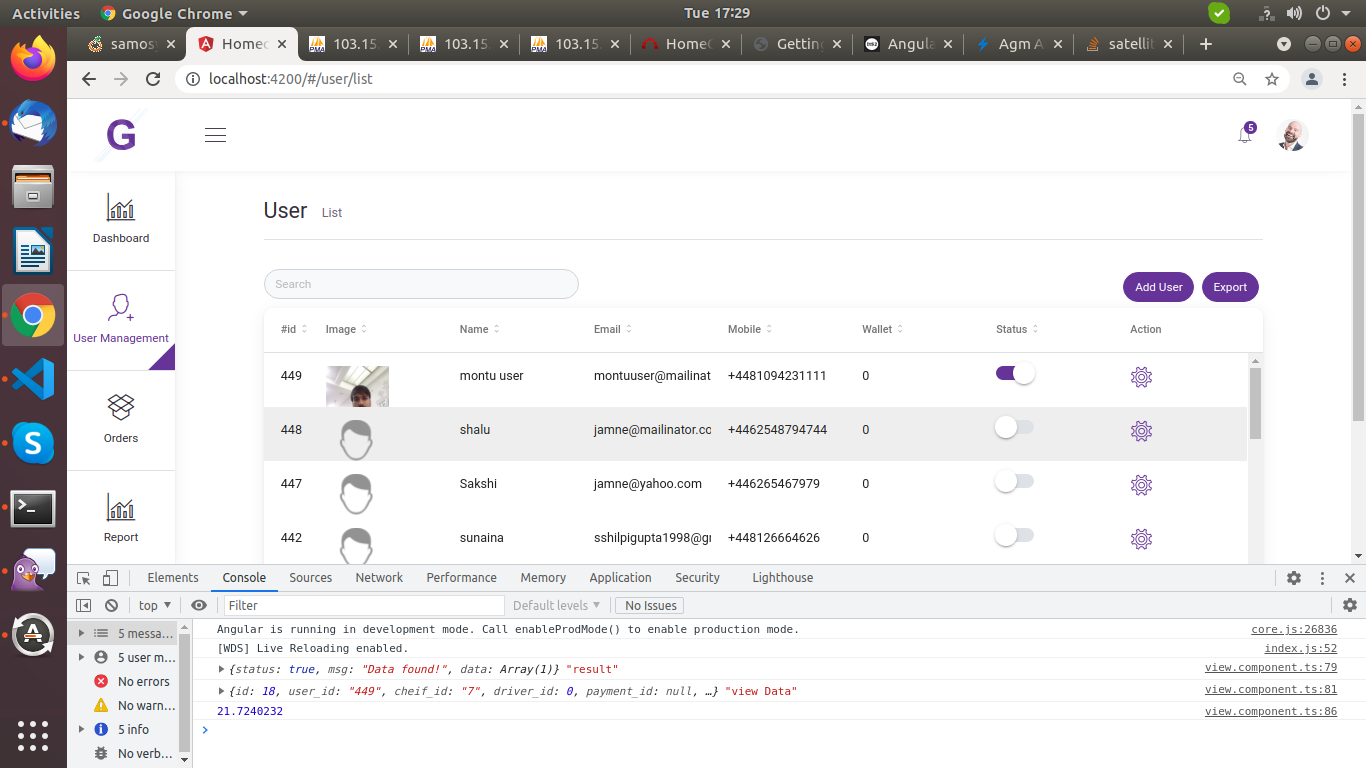 Activities Google Chrome Tue 17:29
samosy Homec 103.15. 103.15. 103.15. HomeC Getting Angula Agm A satellit
localhost:4200/#/user/list
G 5
Dashboard
User Management
Orders
Report
User List
Search
Add User Export
#id Image Name Email Mobile Wallet Status Action
449 montu user montuuser@mailinat +4481094231111 0
448 shalu jamne@mailinator.co +4462548794744 0
447 Sakshi jamne@yahoo.com +446265467979 0
442 sunaina sshilpigupta1998@gr +448126664626 0
Elements Console Sources Network Performance Memory Application Security Lighthouse
top Filter Default levels No Issues
5 messa...
5 user m...
No errors
No warn...
5 info
No verb...
Angular is running in development mode. Call enableProdMode() to enable production mode. core.js:26836
[WDS] Live Reloading enabled. index.js:52
{status: true, msg: "Data found!", data: Array(1)} "result" view.component.ts:79
{id: 18, user_id: "449", cheif_id: "7", driver_id: 0, payment_id: null, …} "view Data" view.component.ts:81
21.7240232 view.component.ts:86